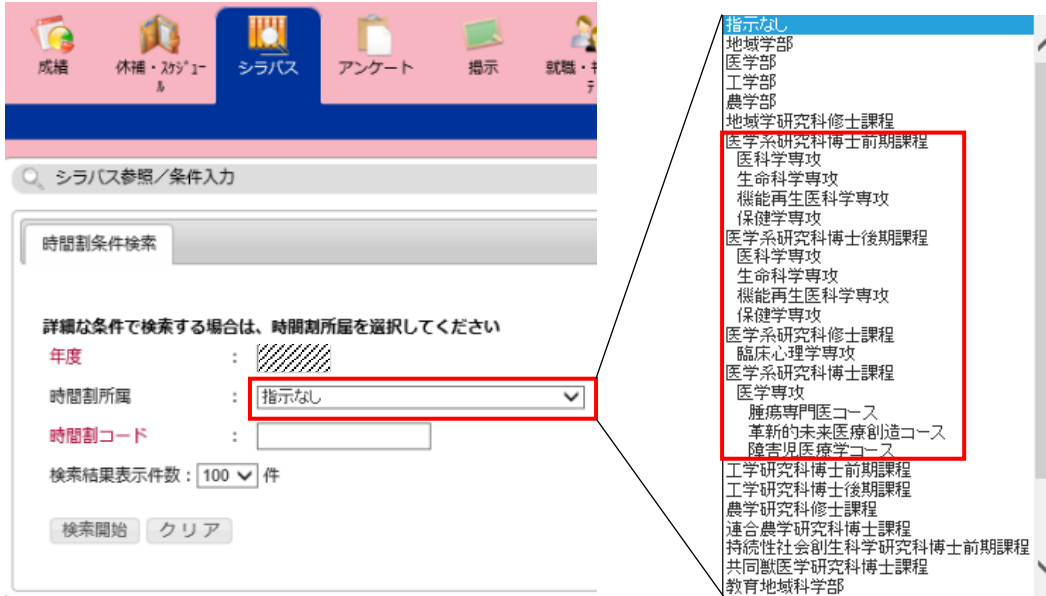 成績
休補・ｽｹｼﾞｭｰ
ﾙ
シラバス
アンケート
掲示
就職・ｷ
ﾃ
シラバス参照／条件入力
時間割条件検索
詳細な条件で検索する場合は、時間割所属を選択してください
年度 :
時間割所属 : 指示なし
時間割コード :
検索結果表示件数：100 件
検索開始 クリア
指示なし
地域学部
医学部
工学部
農学部
地域学研究科修士課程
医学系研究科博士前期課程
医科学専攻
生命科学専攻
機能再生医科学専攻
保健学専攻
医学系研究科博士後期課程
医科学専攻
生命科学専攻
機能再生医科学専攻
保健学専攻
医学系研究科修士課程
臨床心理学専攻
医学系研究科博士課程
医学専攻
腫瘍専門医コース
革新的未来医療創造コース
障害児医療学コース
工学研究科博士前期課程
工学研究科博士後期課程
農学研究科修士課程
連合農学研究科博士課程
持続性社会創生科学研究科博士前期課程
共同獣医学研究科博士課程
教育地域科学部